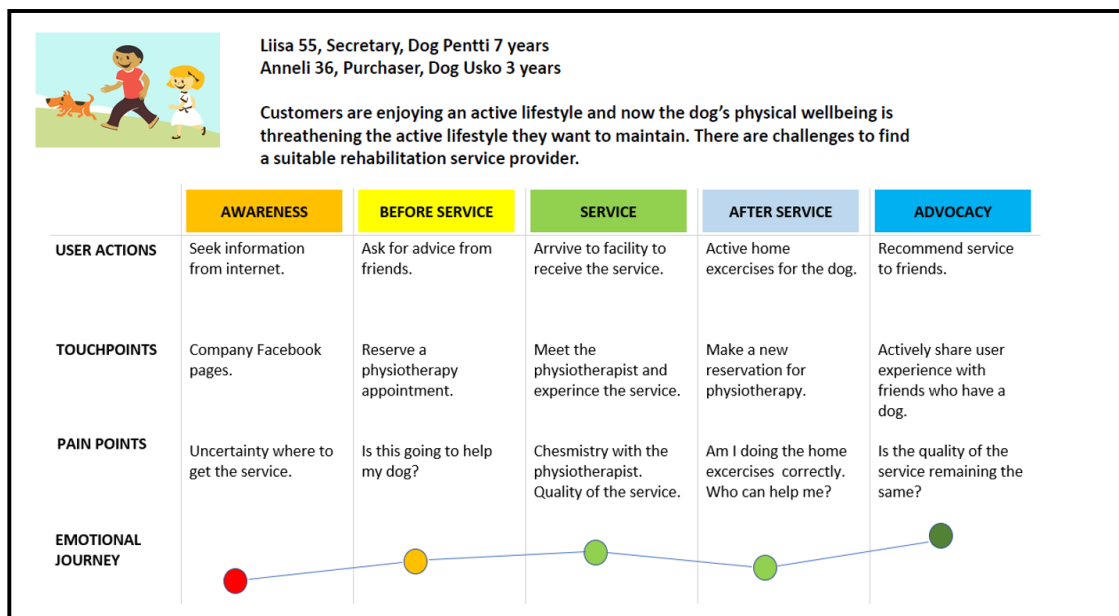 Liisa 55, Secretary, Dog Pentti 7 years
Anneli 36, Purchaser, Dog Usko 3 years
Customers are enjoying an active lifestyle and now the dog's physical wellbeing is
threathening the active lifestyle they want to maintain. There are challenges to find
a suitable rehabilitation service provider.
AWARENESS
BEFORE SERVICE
SERVICE
AFTER SERVICE
ADVOCACY
USER ACTIONS
Seek information
from internet.
Ask for advice from
friends.
Arrvive to facility to
receive the service.
Active home
excercises for the dog.
Recommend service
to friends.
TOUCHPOINTS
Company Facebook
pages.
Reserve a
physiotherapy
appointment.
Meet the
physiotherapist and
experince the service.
Make a new
reservation for
physiotherapy.
Actively share user
experience with
friends who have a
dog.
PAIN POINTS
Uncertainty where to
get the service.
Is this going to help
my dog?
Chesmistry with the
physiotherapist.
Quality of the service.
Am I doing the home
excercises  correctly.
Who can help me?
Is the quality of the
service remaining the
same?
EMOTIONAL
JOURNEY